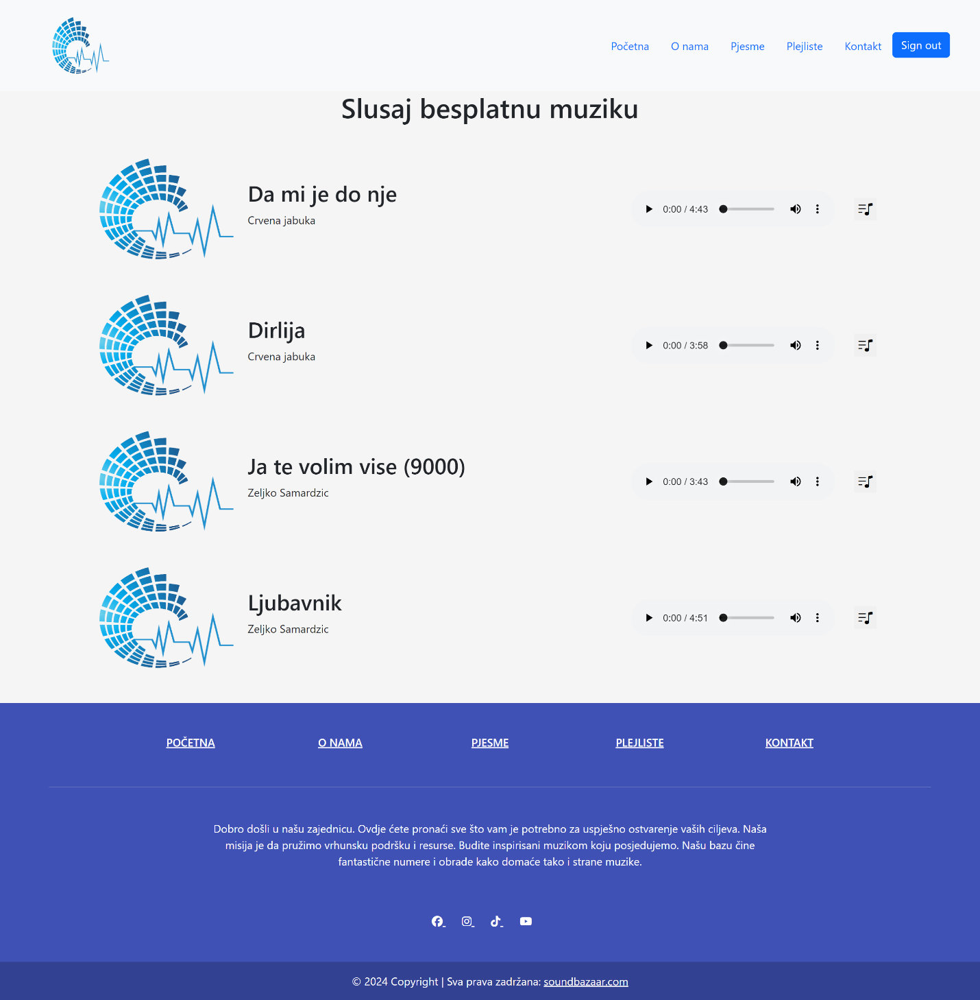 Početna O nama Pjesme Plejliste Kontakt Sign out
Slusaj besplatnu muziku
Da mi je do nje
Crvena jabuka
0:00 / 4:43
Dirlija
Crvena jabuka
0:00 / 3:58
Ja te volim vise (9000)
Zeljko Samardzic
0:00 / 3:43
Ljubavnik
Zeljko Samardzic
0:00 / 4:51
POČETNA O NAMA PJESME PLEJLISTE KONTAKT
Dobro došli u našu zajednicu. Ovdje ćete pronaći sve što vam je potrebno za uspješno ostvarenje vaših ciljeva. Naša
misija je da pružimo vrhunsku podršku i resurse. Budite inspirisani muzikom koju posjedujemo. Našu bazu čine
fantastične numere i obrade kako domaće tako i strane muzike.
© 2024 Copyright | Sva prava zadržana: soundbazaar.com